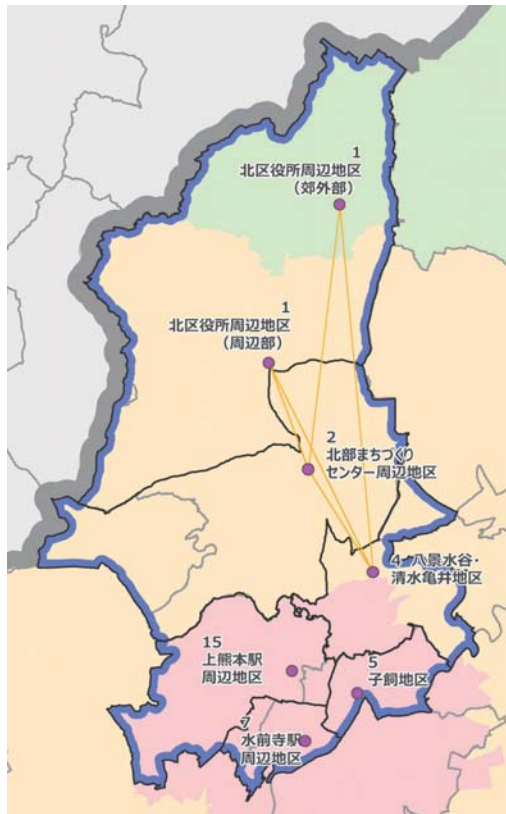 1
北区役所周辺地区
（郊外部）
1
北区役所周辺地区
（周辺部）
2
北部まちづくり
センター周辺地区
4 八景水谷・
清水亀井地区
15
上熊本駅
周辺地区
5
子飼地区
7
水前寺駅
周辺地区